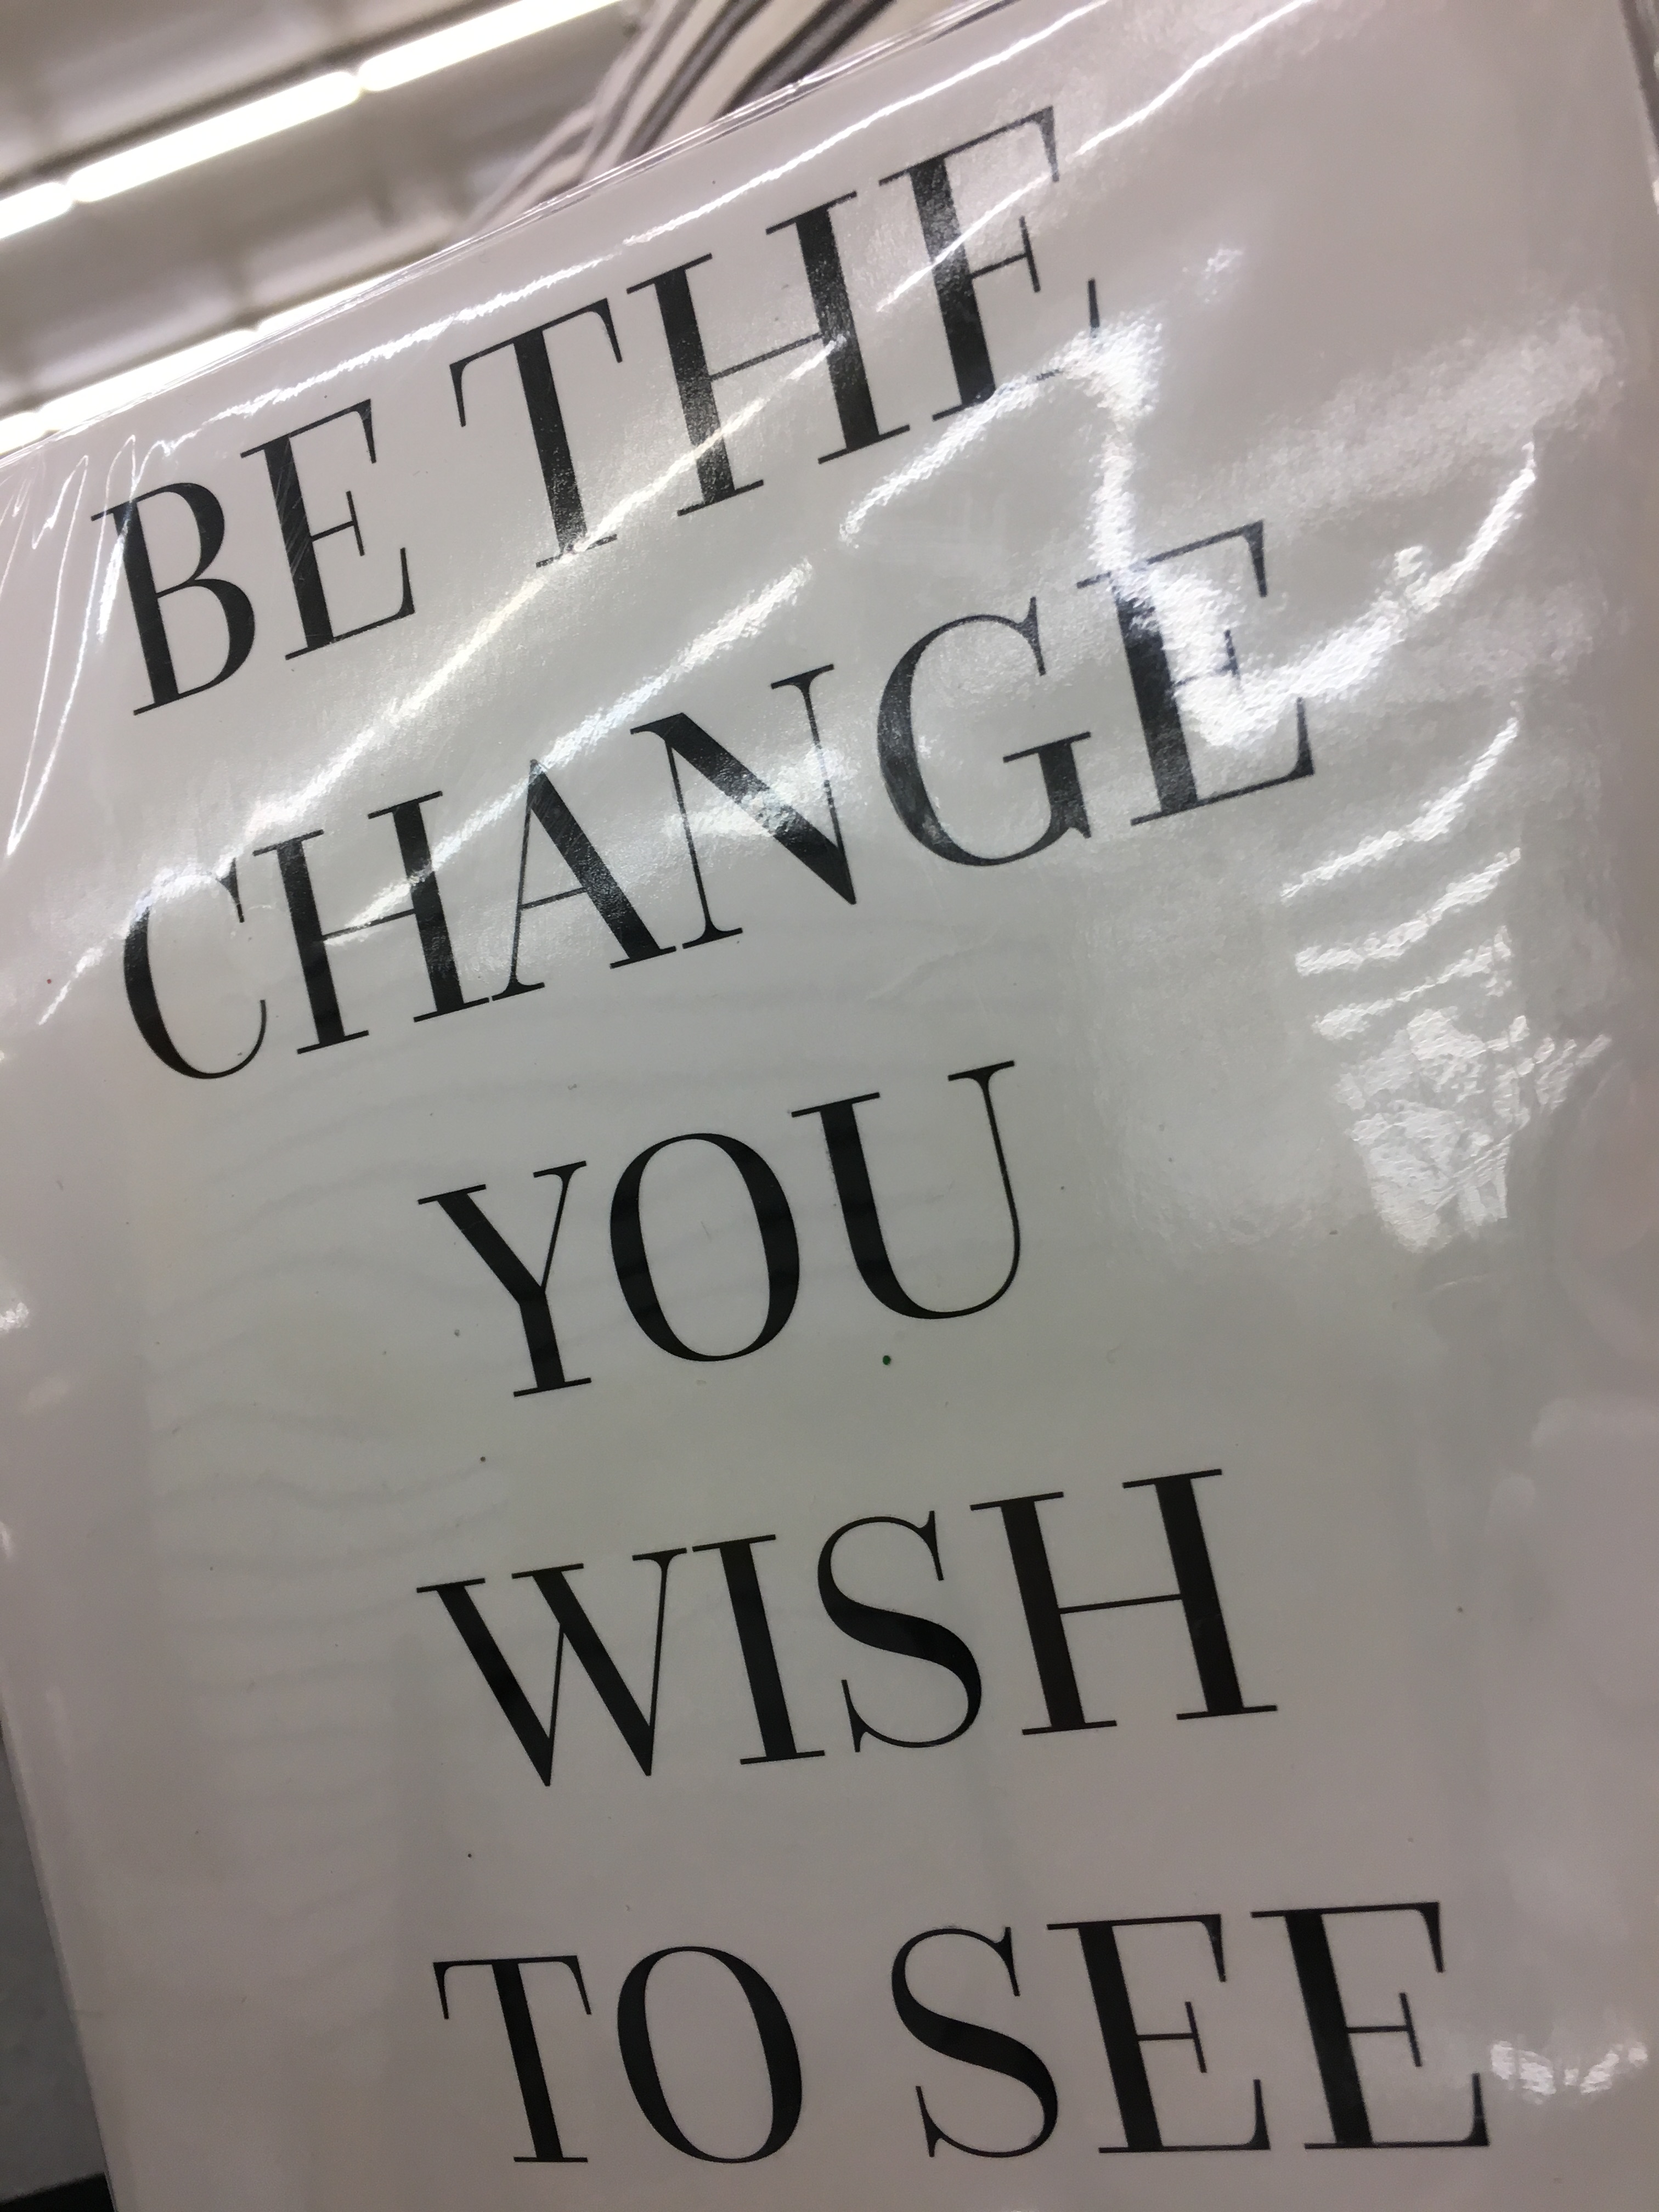 BE THE
CHANGE
YOU
WISH
TO SEE